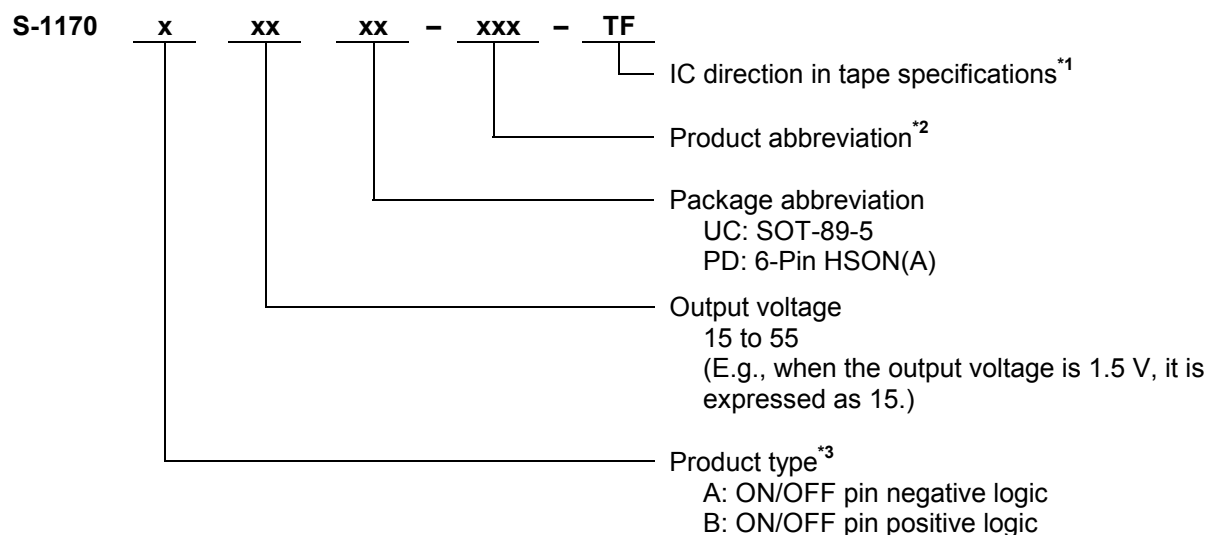 S-1170 x xx xx – xxx – TF
IC direction in tape specifications*1
Product abbreviation*2
Package abbreviation
UC: SOT-89-5
PD: 6-Pin HSON(A)
Output voltage
15 to 55
(E.g., when the output voltage is 1.5 V, it is
expressed as 15.)
Product type*3
A: ON/OFF pin negative logic
B: ON/OFF pin positive logic